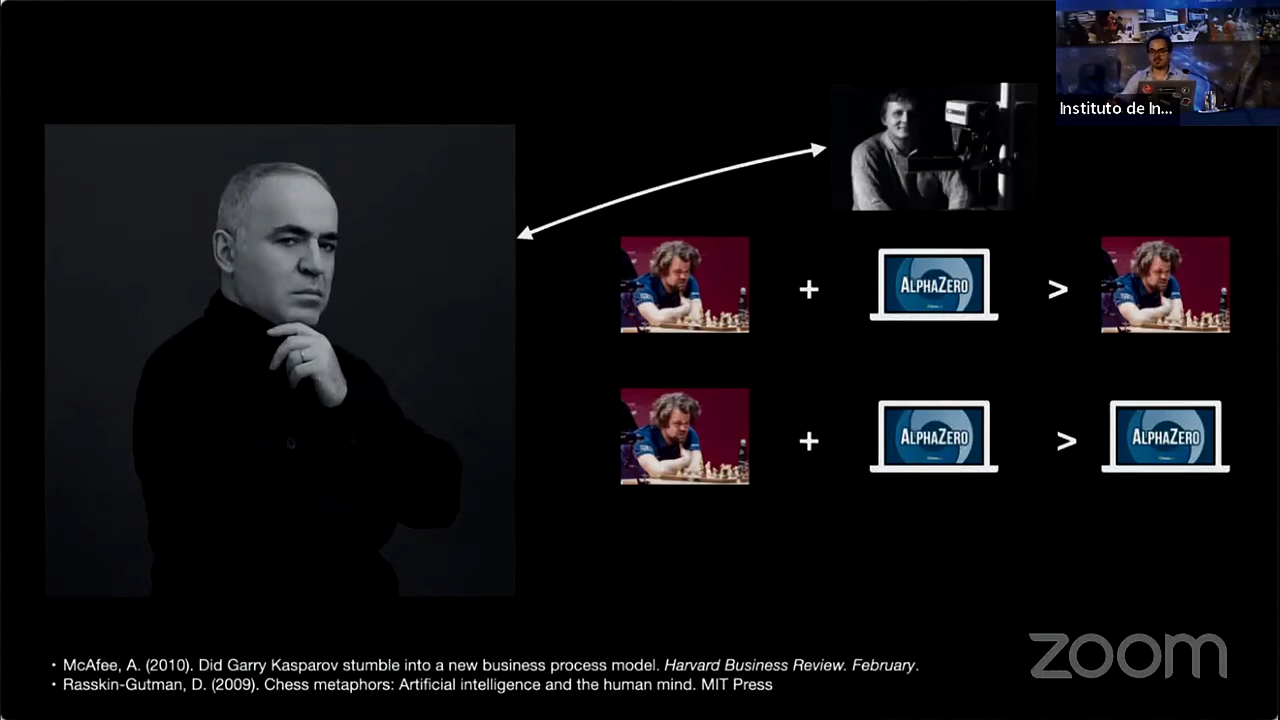 Instituto de In...
+
ALPHAZERO
>
+
ALPHAZERO
>
ALPHAZERO
• McAfee, A. (2010). Did Garry Kasparov stumble into a new business process model. Harvard Business Review. February.
• Rasskin-Gutman, D. (2009). Chess metaphors: Artificial intelligence and the human mind. MIT Press
zoom